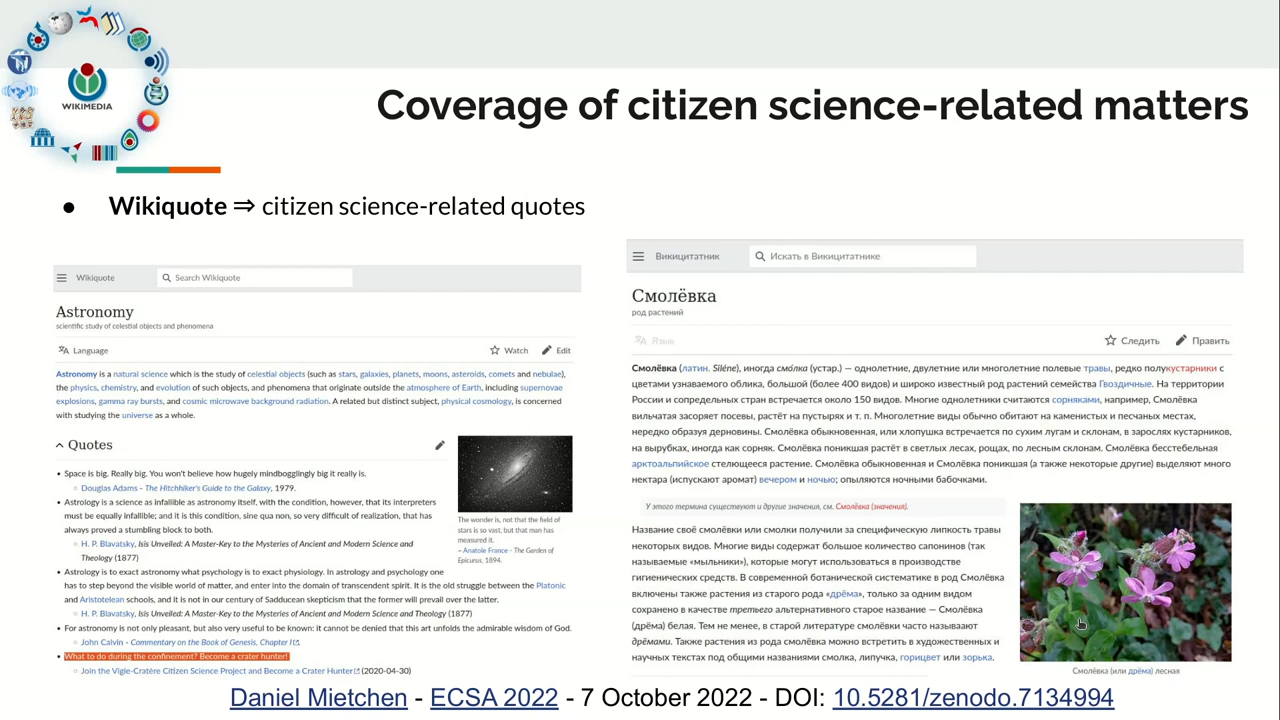 WIKIMEDIA
Coverage of citizen science-related matters
● Wikiquote ⇒ citizen science-related quotes
Wikiquote
Search Wikiquote
Astronomy
scientific study of celestial objects and phenomena
Language
Watch
Edit
Astronomy is a natural science which is the study of celestial objects (such as stars, galaxies, planets, moons, asteroids, comets and nebulae),
the physics, chemistry, and evolution of such objects, and phenomena that originate outside the atmosphere of Earth, including supernovae
explosions, gamma ray bursts, and cosmic microwave background radiation. A related but distinct subject, physical cosmology, is concerned
with studying the universe as a whole.
Quotes
• Space is big. Really big. You won't believe how hugely mindbogglingly big it really is.
Douglas Adams - The Hitchhiker's Guide to the Galaxy, 1979.
• Astrology is a science as infallible as astronomy itself, with the condition, however, that its interpreters
must be equally infallible; and it is this condition, sine qua non, so very difficult of realization, that has
always proved a stumbling block to both.
H. P. Blavatsky, Isis Unveiled: A Master-Key to the Mysteries of Ancient and Modern Science and
Theology (1877)
• Astrology is to exact astronomy what psychology is to exact physiology. In astrology and psychology one
has to step beyond the visible world of matter, and enter into the domain of transcendent spirit. It is the old struggle between the Platonic
and Aristotelean schools, and it is not in our century of Sadducean skepticism that the former will prevail over the latter.
H. P. Blavatsky, Isis Unveiled: A Master-Key to the Mysteries of Ancient and Modern Science and Theology (1877)
• For astronomy is not only pleasant, but also very useful to be known: it cannot be denied that this art unfolds the admirable wisdom of God.
John Calvin - Commentary on the Book of Genesis, Chapter I.
• What to do during the confinement? Become a crater hunter!
Join the Vigie-Cratère Citizen Science Project and Become a Crater Hunter (2020-04-30)
The wonder is, not that the field of
stars is so vast, but that man has
measured it.
~ Anatole France - The Garden of
Epicurus, 1894.
Викицитатник
Искать в Викицитатнике
Смолёвка
род растений
Язык
Следить
Править
Смолёвка (латин. Siléne), иногда смо́лка (устар.) — однолетние, двулетние или многолетние полевые травы, редко полукустарники с
цветами узнаваемого облика, большой (более 400 видов) и широко известный род растений семейства Гвоздичные. На территории
России и сопредельных стран встречается около 150 видов. Многие однолетники считаются сорняками, например, Смолёвка
вильчатая засоряет посевы, растёт на пустырях и т. п. Многолетние виды обычно обитают на каменистых и песчаных местах,
нередко образуя дерновины. Смолёвка обыкновенная, или хлопушка встречается по сухим лугам и склонам, в зарослях кустарников,
на вырубках, иногда как сорняк. Смолёвка поникшая растёт в светлых лесах, рощах, по лесным склонам. Смолёвка бесстебельная
арктоальпийское стелющееся растение. Смолёвка обыкновенная и Смолёвка поникшая (а также некоторые другие) выделяют много
нектара (испускают аромат) вечером и ночью; опыляются ночными бабочками.
У этого термина существуют и другие значения, см. Смолёвка (значения).
Название своё смолёвки или смолки получили за специфическую липкость травы
некоторых видов. Многие виды содержат большое количество сапонинов (так
называемые «мыльники»), которые могут использоваться в производстве
гигиенических средств. В современной ботанической систематике в род Смолёвка
включены также растения из старого рода «дрёма», только за одним видом
сохранено в качестве третьего альтернативного старое название — Смолёвка
(дрёма) белая. Тем не менее, в старой литературе смолёвки часто называют
дрёмами. Также растения из рода смолёвка можно встретить в художественных и
научных текстах под общими названиями смолка, липучка, горицвет или зорька.
Смолёвка (или дрёма) лесная
Daniel Mietchen - ECSA 2022 - 7 October 2022 - DOI: 10.5281/zenodo.7134994